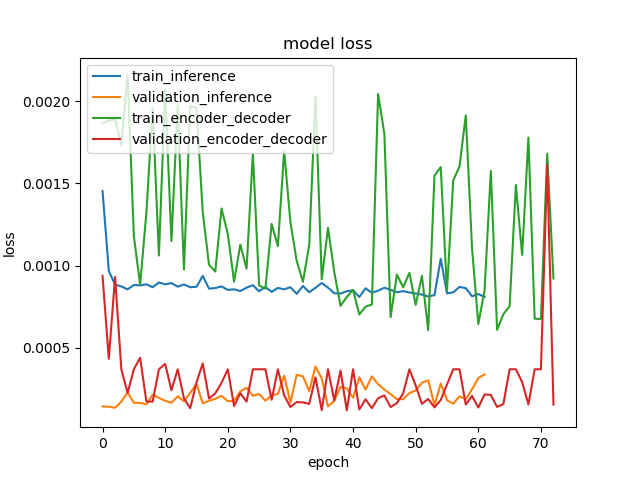 model loss
train_inference
validation_inference
train_encoder_decoder
validation_encoder_decoder
0.0020
0.0015
0.0010
0.0005
loss
0 10 20 30 40 50 60 70
epoch